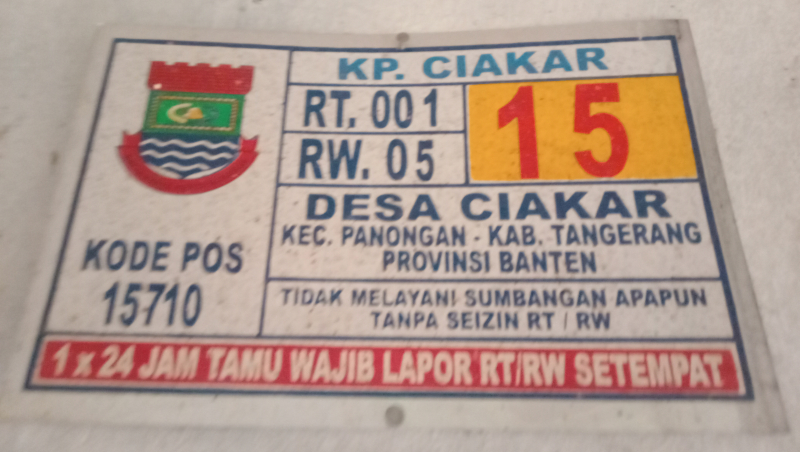 KP. CIAKAR
RT. 001
RW. 05
15
DESA CIAKAR
KEC. PANONGAN - KAB. TANGERANG
PROVINSI BANTEN
KODE POS
15710
TIDAK MELAYANI SUMBANGAN APAPUN
TANPA SEIZIN RT / RW
1 x 24 JAM TAMU WAJIB LAPOR RT/RW SETEMPAT